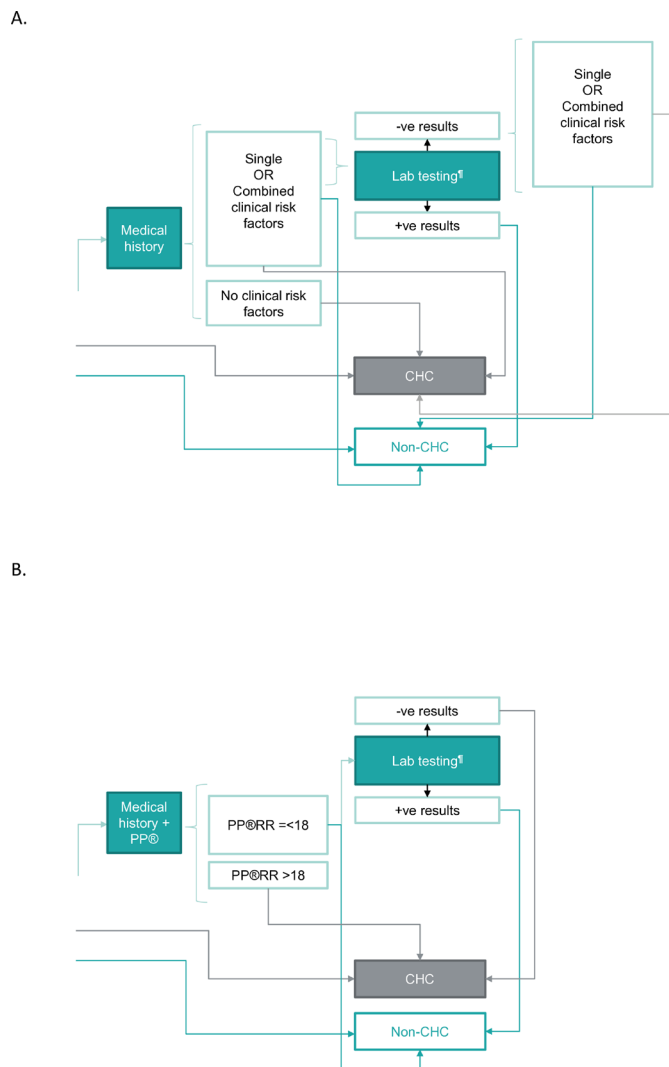 A.
Single
OR
Combined
clinical risk
factors
-ve results
Single
OR
Combined
clinical risk
factors
Lab testing¶
Medical
history
+ve results
No clinical risk
factors
CHC
Non-CHC
B.
-ve results
Lab testing¶
Medical
history +
PP®
PP®RR =<18
+ve results
PP®RR >18
CHC
Non-CHC